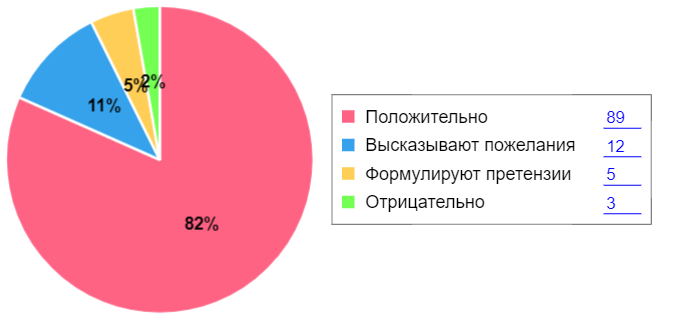 5%
2%
11%
82%
Положительно 89
Высказывают пожелания 12
Формулируют претензии 5
Отрицательно 3